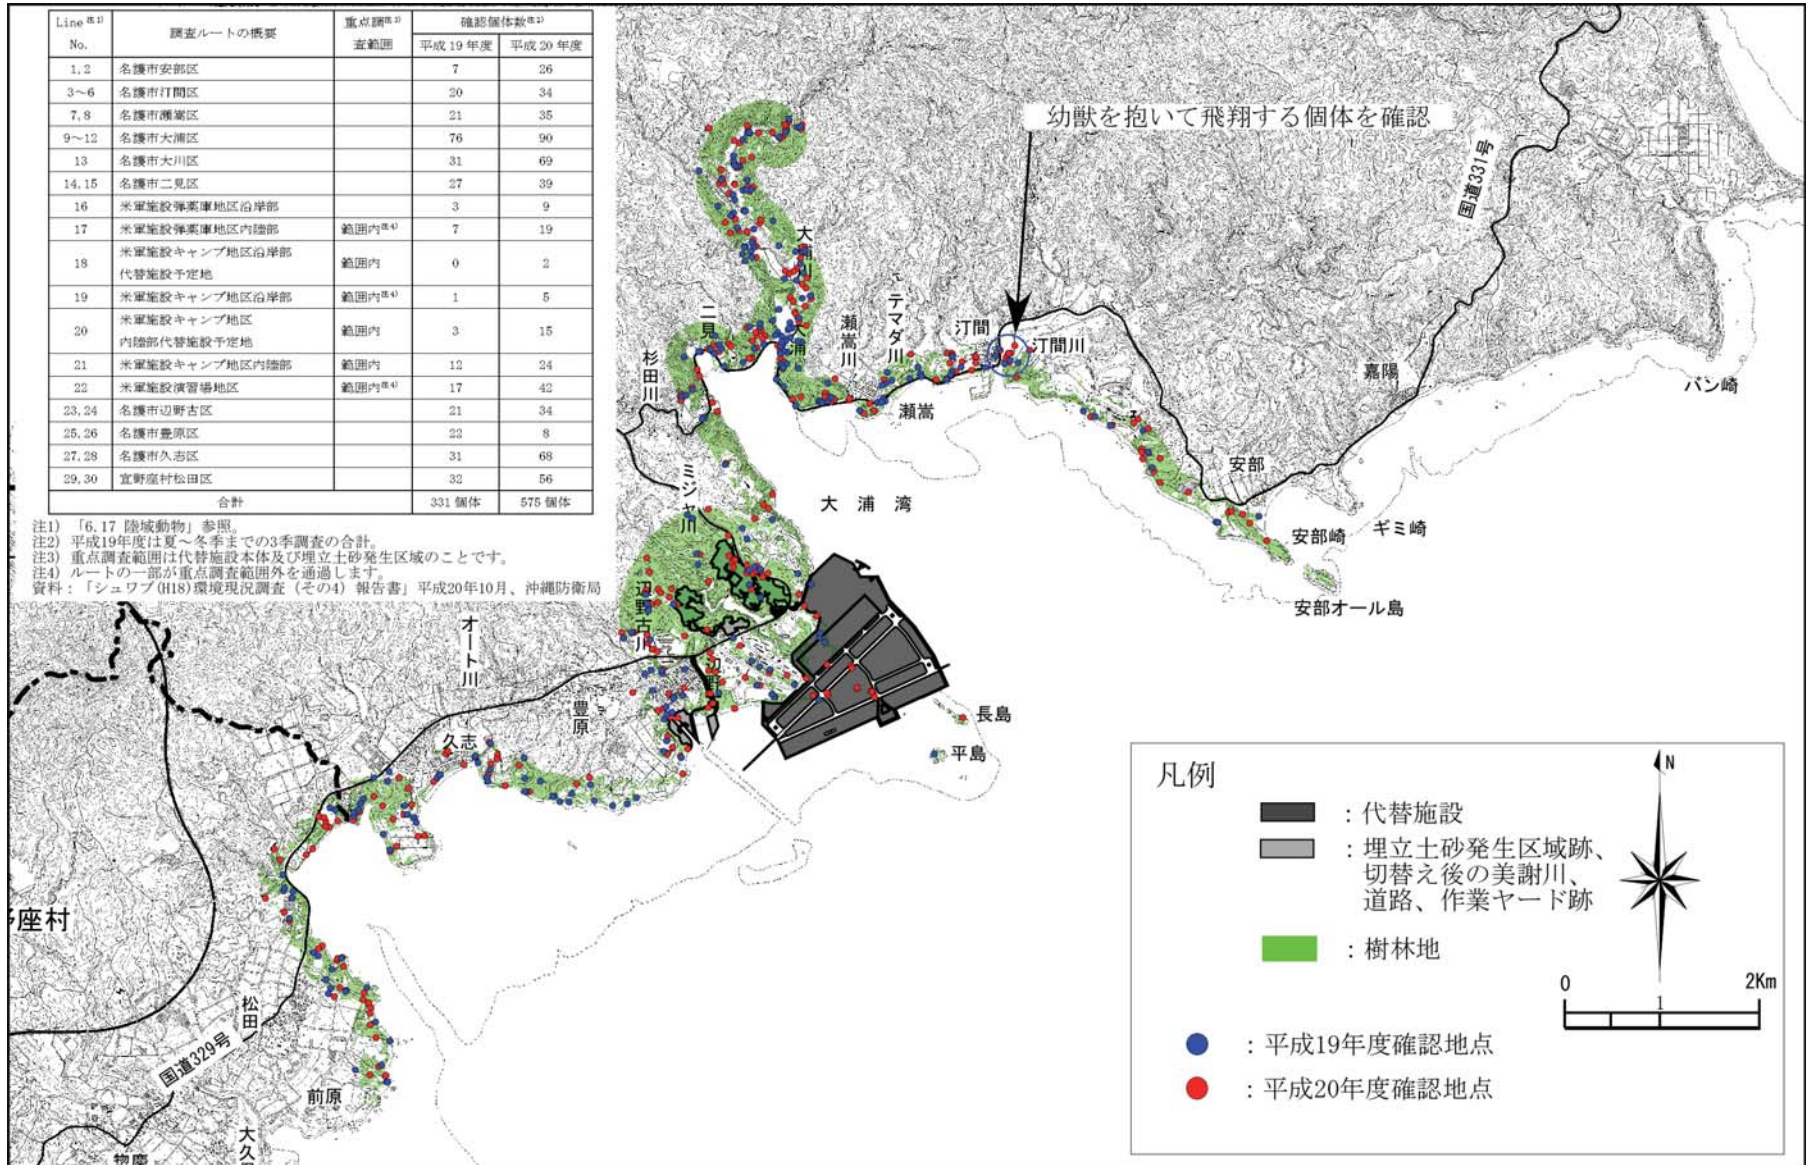 Line 注1) No. 調査ルートの概要 重点調注3) 査範囲 確認個体数注2)
平成19年度 平成20年度
1,2 名護市安部区 7 26
3～6 名護市汀間区 20 34
7,8 名護市瀬嵩区 21 35
9～12 名護市大浦区 76 90
13 名護市大川区 31 69
14,15 名護市二見区 27 39
16 米軍施設弾薬庫地区沿岸部 3 9
17 米軍施設弾薬庫地区内陸部 範囲内注4) 7 19
18 米軍施設キャンプ地区沿岸部 代替施設予定地 範囲内 0 2
19 米軍施設キャンプ地区沿岸部 範囲内注4) 1 5
20 米軍施設キャンプ地区 内陸部代替施設予定地 範囲内 3 15
21 米軍施設キャンプ地区内陸部 範囲内 12 24
22 米軍施設演習場地区 範囲内注4) 17 42
23,24 名護市辺野古区 21 34
25,26 名護市豊原区 22 8
27,28 名護市久志区 31 68
29,30 宜野座村松田区 32 56
合計 331個体 575個体
注1) 「6.17 陸域動物」参照。
注2) 平成19年度は夏～冬季までの3季調査の合計。
注3) 重点調査範囲は代替施設本体及び埋立土砂発生区域のことです。
注4) ルートの一部が重点調査範囲外を通過します。
資料：「シュワブ(H18)環境現況調査（その4）報告書」平成20年10月、沖縄防衛局
幼獣を抱いて飛翔する個体を確認
国道331号
大浦川
二見
大浦
瀬嵩川
テマダ川
汀間
汀間川
杉田川
瀬嵩
嘉陽
バン崎
安部
ミジャ川
大浦湾
安部崎
ギミ崎
安部オール島
辺野古川
オートト川
辺野古
豊原
久志
長島
平島
座村
松田
国道329号
前原
大久
惣慶
凡例
：代替施設
：埋立土砂発生区域跡、
切替え後の美謝川、
道路、作業ヤード跡
：樹林地
：平成19年度確認地点
：平成20年度確認地点
N
0 1 2Km